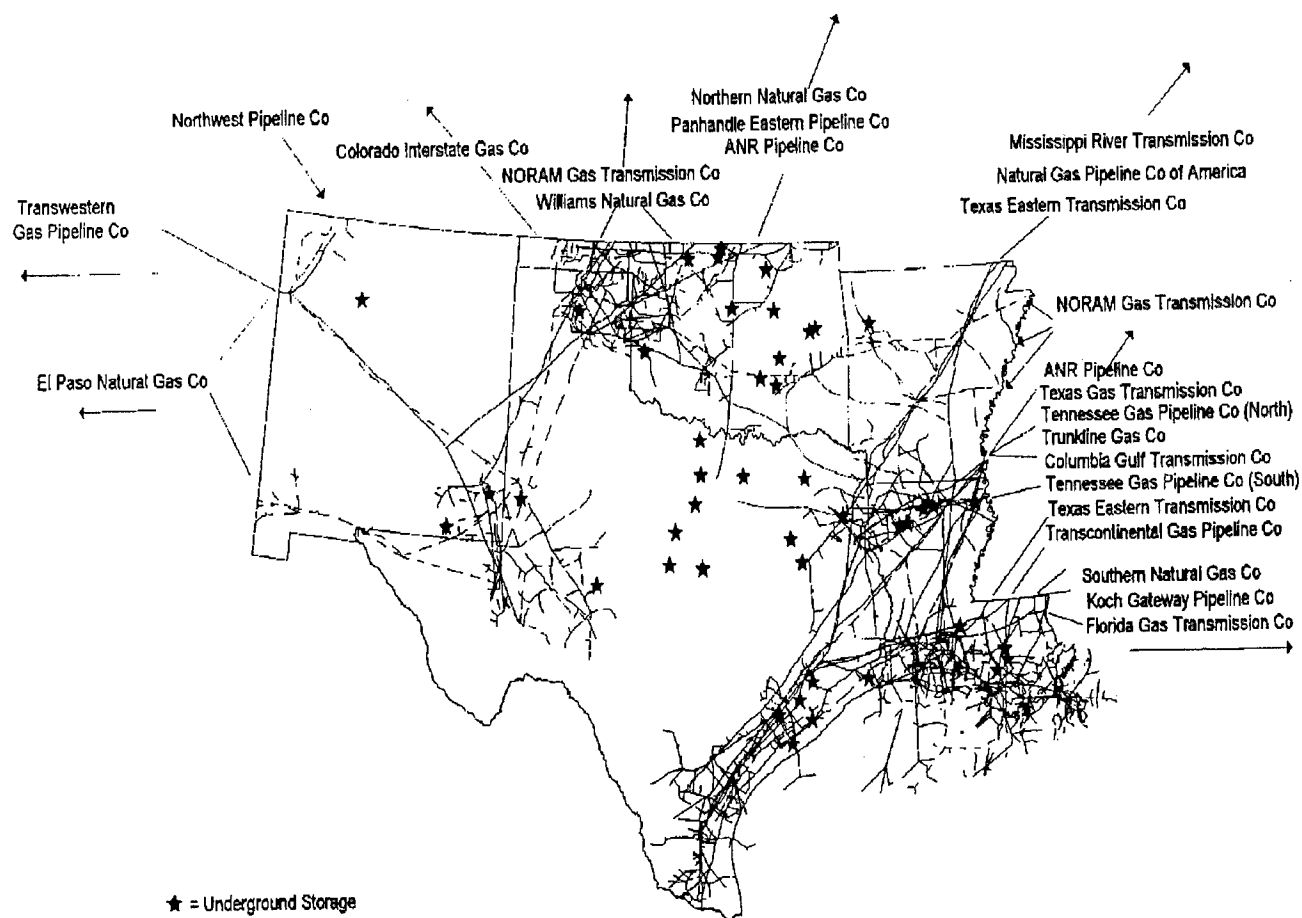 Northwest Pipeline Co
Colorado Interstate Gas Co
NORAM Gas Transmission Co
Williams Natural Gas Co
Northern Natural Gas Co
Panhandle Eastern Pipeline Co
ANR Pipeline Co
Mississippi River Transmission Co
Natural Gas Pipeline Co of America
Texas Eastern Transmission Co
Transwestern
Gas Pipeline Co
El Paso Natural Gas Co
NORAM Gas Transmission Co
ANR Pipeline Co
Texas Gas Transmission Co
Tennessee Gas Pipeline Co (North)
Trunkline Gas Co
Columbia Gulf Transmission Co
Tennessee Gas Pipeline Co (South)
Texas Eastern Transmission Co
Transcontinental Gas Pipeline Co
Southern Natural Gas Co
Koch Gateway Pipeline Co
Florida Gas Transmission Co
★ = Underground Storage